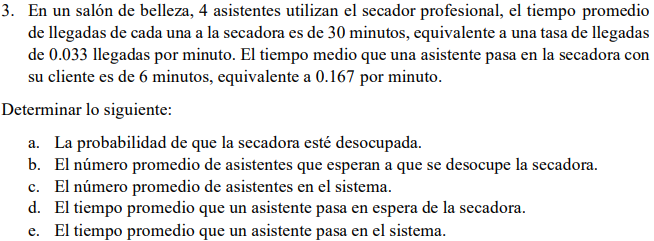 3. En un salón de belleza, 4 asistentes utilizan el secador profesional, el tiempo promedio
de llegadas de cada una a la secadora es de 30 minutos, equivalente a una tasa de llegadas
de 0.033 llegadas por minuto. El tiempo medio que una asistente pasa en la secadora con
su cliente es de 6 minutos, equivalente a 0.167 por minuto.
Determinar lo siguiente:
a. La probabilidad de que la secadora esté desocupada.
b. El número promedio de asistentes que esperan a que se desocupe la secadora.
c. El número promedio de asistentes en el sistema.
d. El tiempo promedio que un asistente pasa en espera de la secadora.
e. El tiempo promedio que un asistente pasa en el sistema.